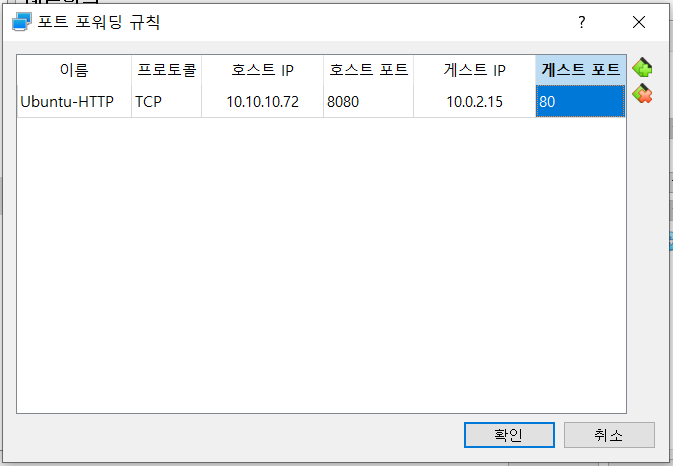 포트 포워딩 규칙 ?
이름 프로토콜 호스트 IP 호스트 포트 게스트 IP 게스트 포트
Ubuntu-HTTP TCP 10.10.10.72 8080 10.0.2.15 80
확인 취소